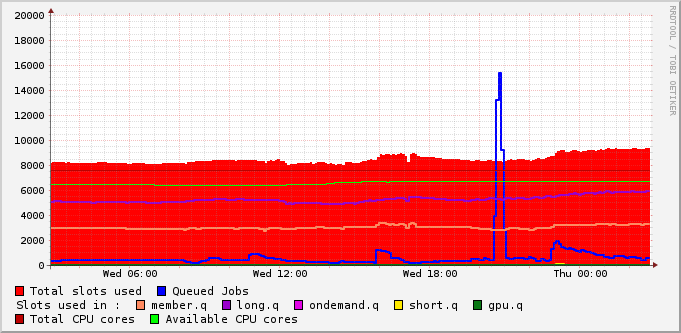 20000
18000
16000
14000
12000
10000
8000
6000
4000
2000
0
Wed 06:00 Wed 12:00 Wed 18:00 Thu 00:00
Total slots used Queued Jobs
Slots used in : member.q long.q ondemand.q short.q gpu.q
Total CPU cores Available CPU cores
RRDTOOL / TOBI OETIKER